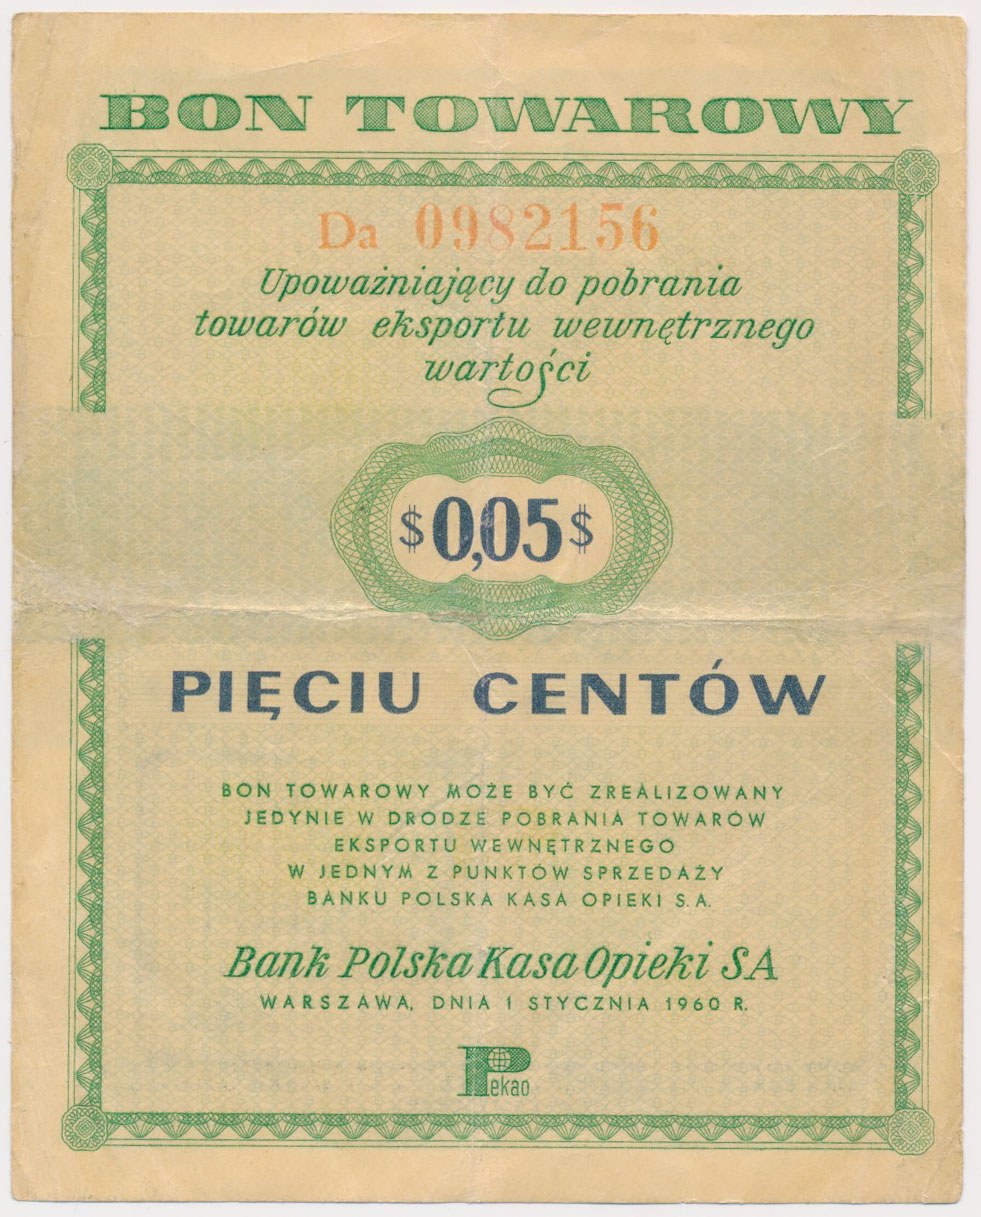 BON TOWAROWY
Da 0982156
Upoważniający do pobrania
towarów eksportu wewnętrznego
wartości
$ 0,05 $
PIĘCIU CENTÓW
BON TOWAROWY MOŻE BYĆ ZREALIZOWANY
JEDYNIE W DRODZE POBRANIA TOWARÓW
EKSPORTU WEWNĘTRZNEGO
W JEDNYM Z PUNKTÓW SPRZEDAŻY
BANKU POLSKA KASA OPIEKI S.A.
Bank Polska Kasa Opieki SA
WARSZAWA, DNIA 1 STYCZNIA 1960 R.
Pekao